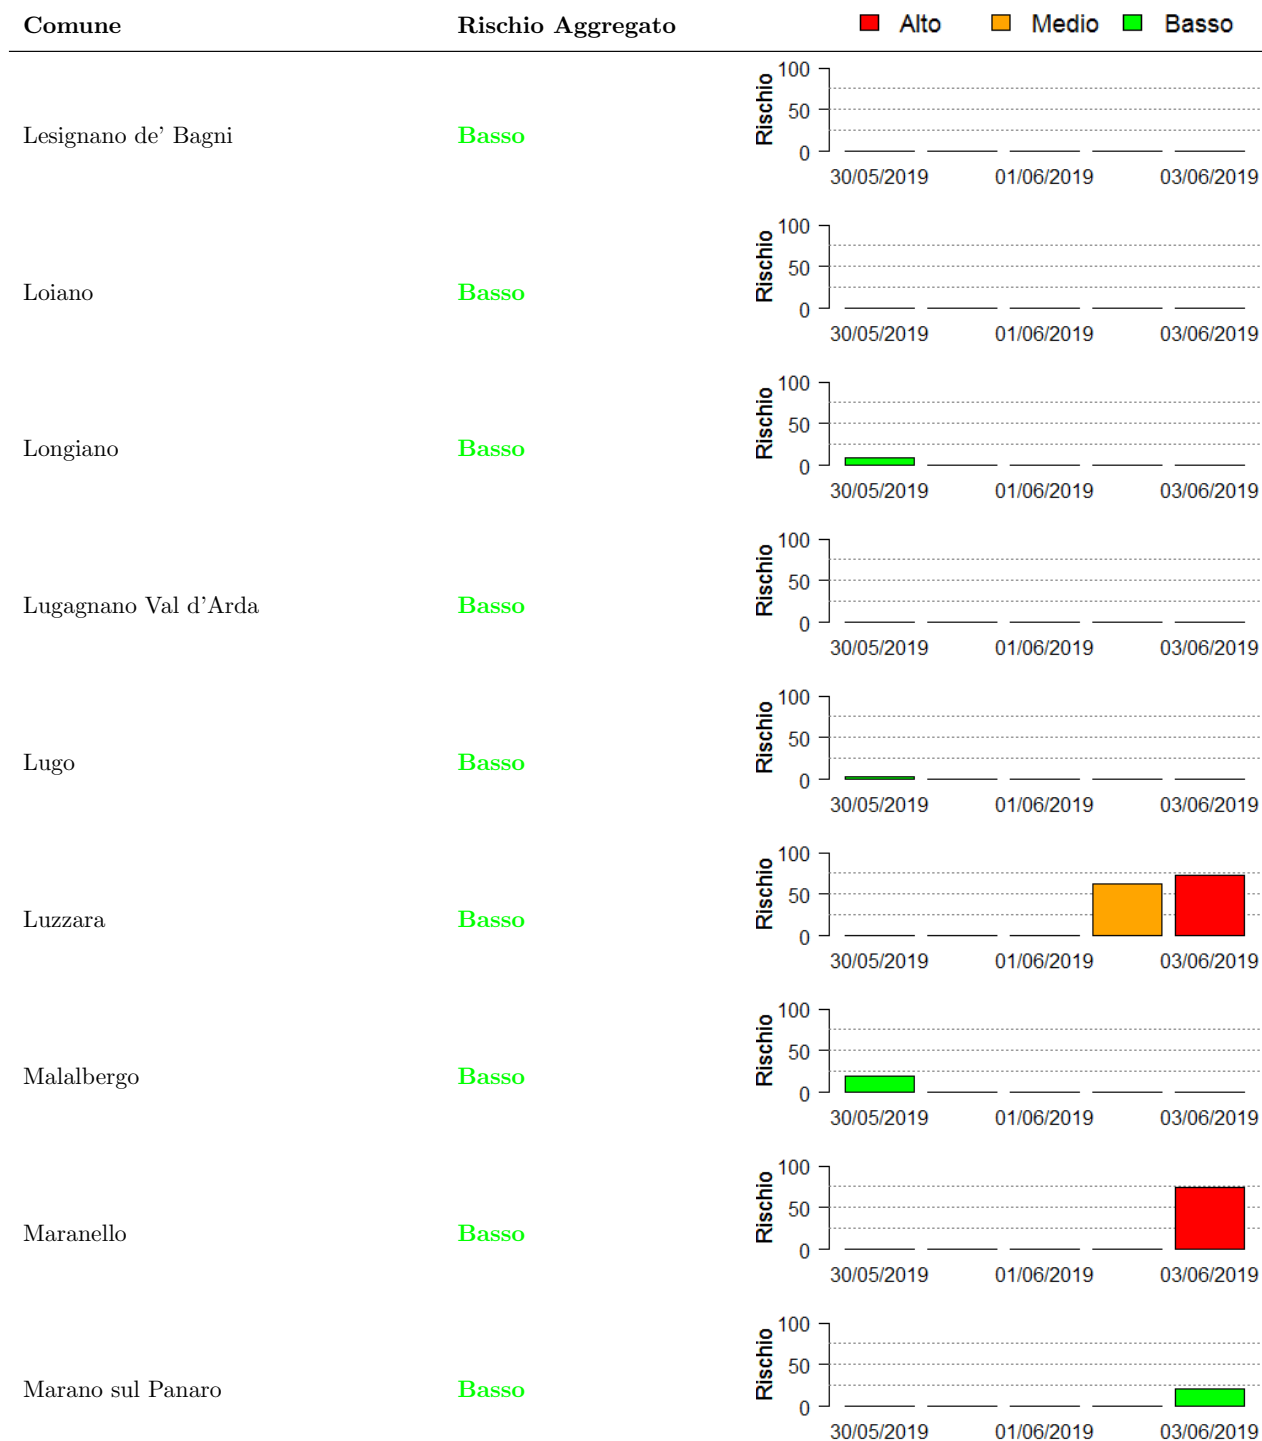 Comune Rischio Aggregato Alto Medio Basso
Lesignano de' Bagni Basso
Rischio
100
50
0
30/05/2019 01/06/2019 03/06/2019
Loiano Basso
Rischio
100
50
0
30/05/2019 01/06/2019 03/06/2019
Longiano Basso
Rischio
100
50
0
30/05/2019 01/06/2019 03/06/2019
Lugagnano Val d'Arda Basso
Rischio
100
50
0
30/05/2019 01/06/2019 03/06/2019
Lugo Basso
Rischio
100
50
0
30/05/2019 01/06/2019 03/06/2019
Luzzara Basso
Rischio
100
50
0
30/05/2019 01/06/2019 03/06/2019
Malalbergo Basso
Rischio
100
50
0
30/05/2019 01/06/2019 03/06/2019
Maranello Basso
Rischio
100
50
0
30/05/2019 01/06/2019 03/06/2019
Marano sul Panaro Basso
Rischio
100
50
0
30/05/2019 01/06/2019 03/06/2019